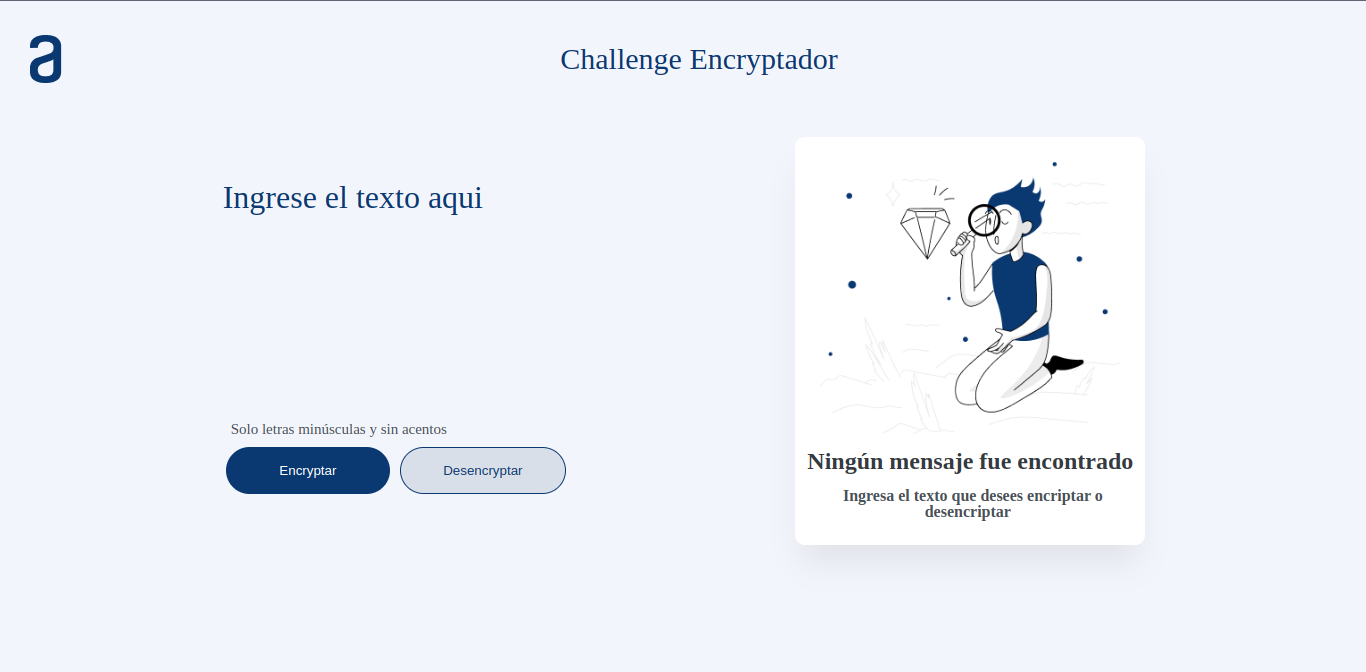 a
Challenge Encryptador
Ingrese el texto aqui
Solo letras minúsculas y sin acentos
Encryptar
Desencryptar
Ningún mensaje fue encontrado
Ingresa el texto que desees encriptar o
desencriptar